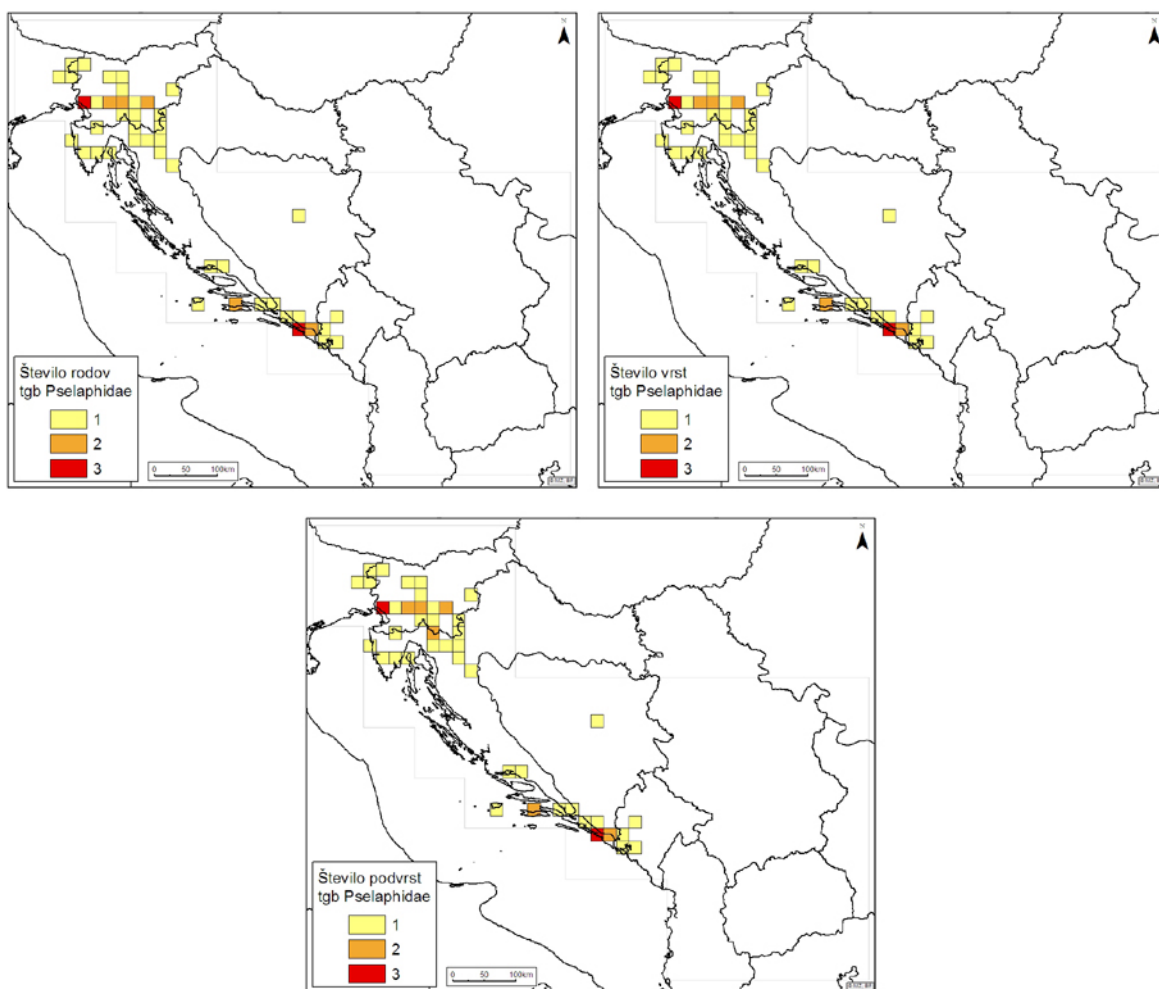 N
Število rodov
tgb Pselaphidae
1
2
3
0 50 100km
N
Število vrst
tgb Pselaphidae
1
2
3
0 50 100km
N
Število podvrst
tgb Pselaphidae
1
2
3
0 50 100km